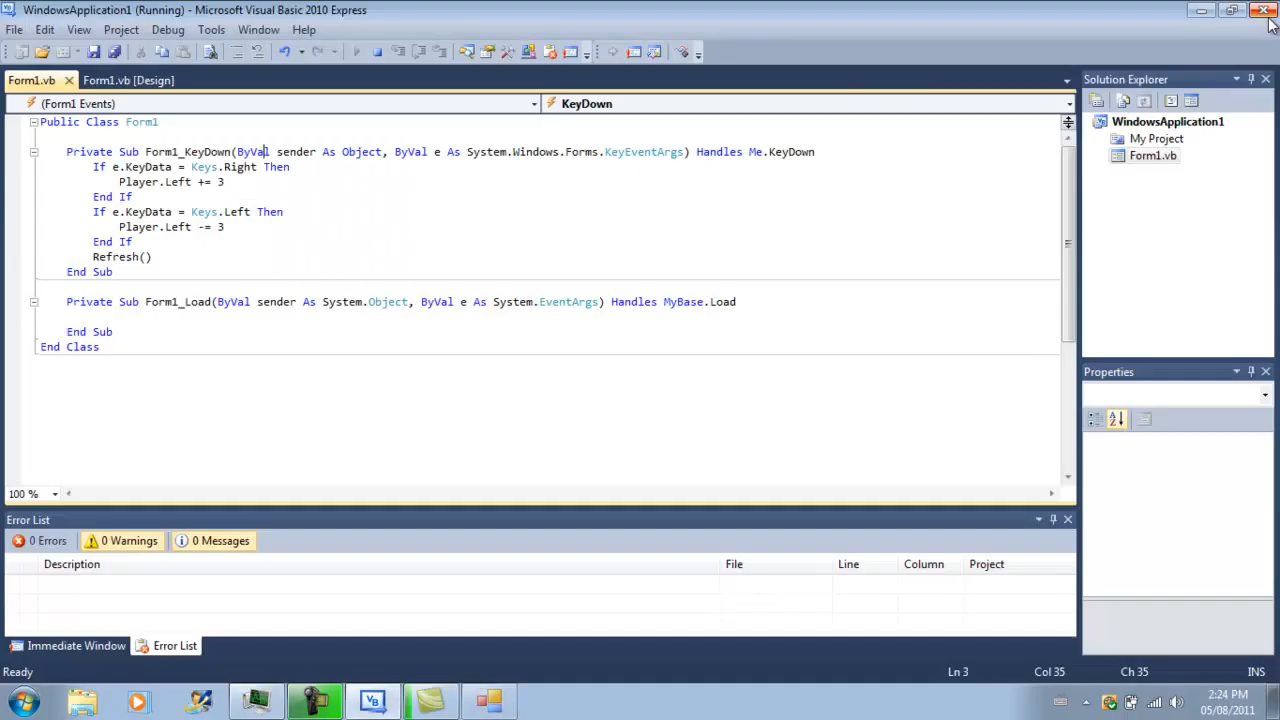 WindowsApplication1 (Running) - Microsoft Visual Basic 2010 Express
File Edit View Project Debug Tools Window Help
Form1.vb Form1.vb [Design]
(Form1 Events) KeyDown
Public Class Form1
Private Sub Form1_KeyDown(ByVal sender As Object, ByVal e As System.Windows.Forms.KeyEventArgs) Handles Me.KeyDown
If e.KeyData = Keys.Right Then
Player.Left += 3
End If
If e.KeyData = Keys.Left Then
Player.Left -= 3
End If
Refresh()
End Sub
Private Sub Form1_Load(ByVal sender As System.Object, ByVal e As System.EventArgs) Handles MyBase.Load
End Sub
End Class
100 %
Solution Explorer
WindowsApplication1
My Project
Form1.vb
Properties
Error List
0 Errors 0 Warnings 0 Messages
Description File Line Column Project
Immediate Window Error List
Ready Ln 3 Col 35 Ch 35 INS
2:24 PM
05/08/2011